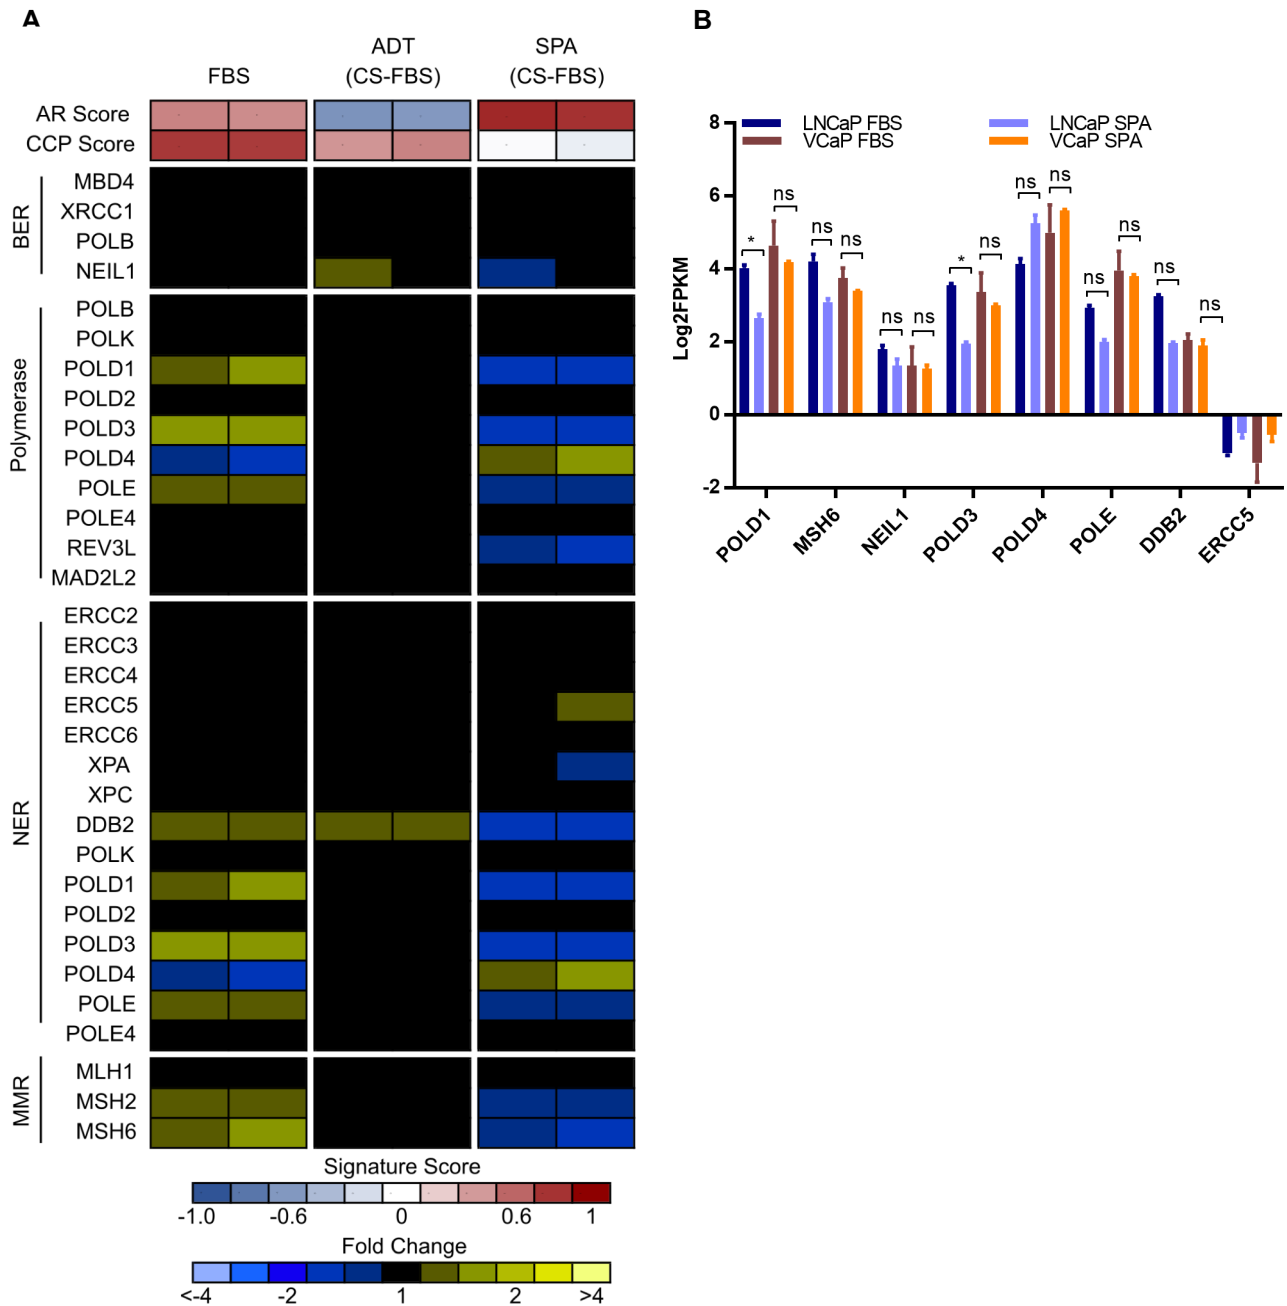 A
FBS
ADT
(CS-FBS)
SPA
(CS-FBS)
AR Score
CCP Score
BER
MBD4
XRCC1
POLB
NEIL1
Polymerase
POLB
POLK
POLD1
POLD2
POLD3
POLD4
POLE
POLE4
REV3L
MAD2L2
NER
ERCC2
ERCC3
ERCC4
ERCC5
ERCC6
XPA
XPC
DDB2
POLK
POLD1
POLD2
POLD3
POLD4
POLE
POLE4
MMR
MLH1
MSH2
MSH6
Signature Score
-1.0 -0.6 0 0.6 1
Fold Change
<-4 -2 1 2 >4
B
LNCaP FBS LNCaP SPA
VCaP FBS VCaP SPA
Log2FPKM
8
6
4
2
0
-2
* ns
ns ns
ns ns
* ns
ns ns
ns ns
ns ns
POLD1 MSH6 NEIL1 POLD3 POLD4 POLE DDB2 ERCC5